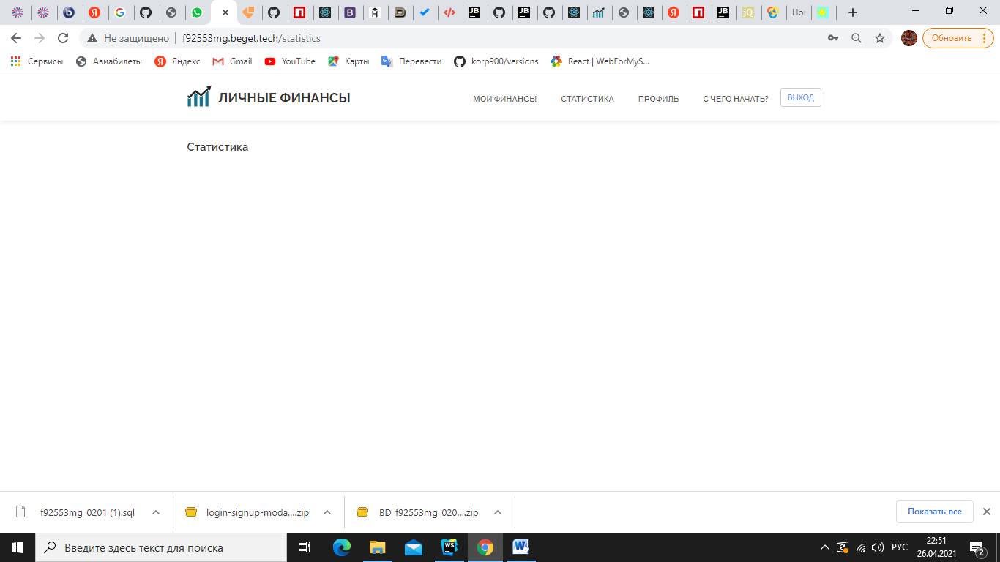 Но
Не защищено
f92553mg.beget.tech/statistics
Обновить
Сервисы
Авиабилеты
Яндекс
Gmail
YouTube
Карты
Перевести
korp900/versions
React | WebForMyS...
ЛИЧНЫЕ ФИНАНСЫ
МОИ ФИНАНСЫ
СТАТИСТИКА
ПРОФИЛЬ
С ЧЕГО НАЧАТЬ?
ВЫХОД
Статистика
f92553mg_0201 (1).sql
login-signup-moda....zip
BD_f92553mg_020....zip
Показать все
Введите здесь текст для поиска
РУС
22:51
26.04.2021
2